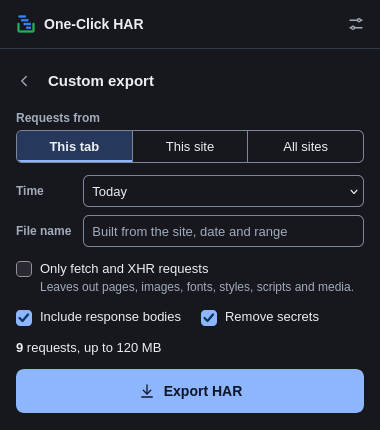 One-Click HAR
Custom export
Requests from
This tab
This site
All sites
Time
Today
File name
Built from the site, date and range
Only fetch and XHR requests
Leaves out pages, images, fonts, styles, scripts and media.
Include response bodies
Remove secrets
9 requests, up to 120 MB
Export HAR